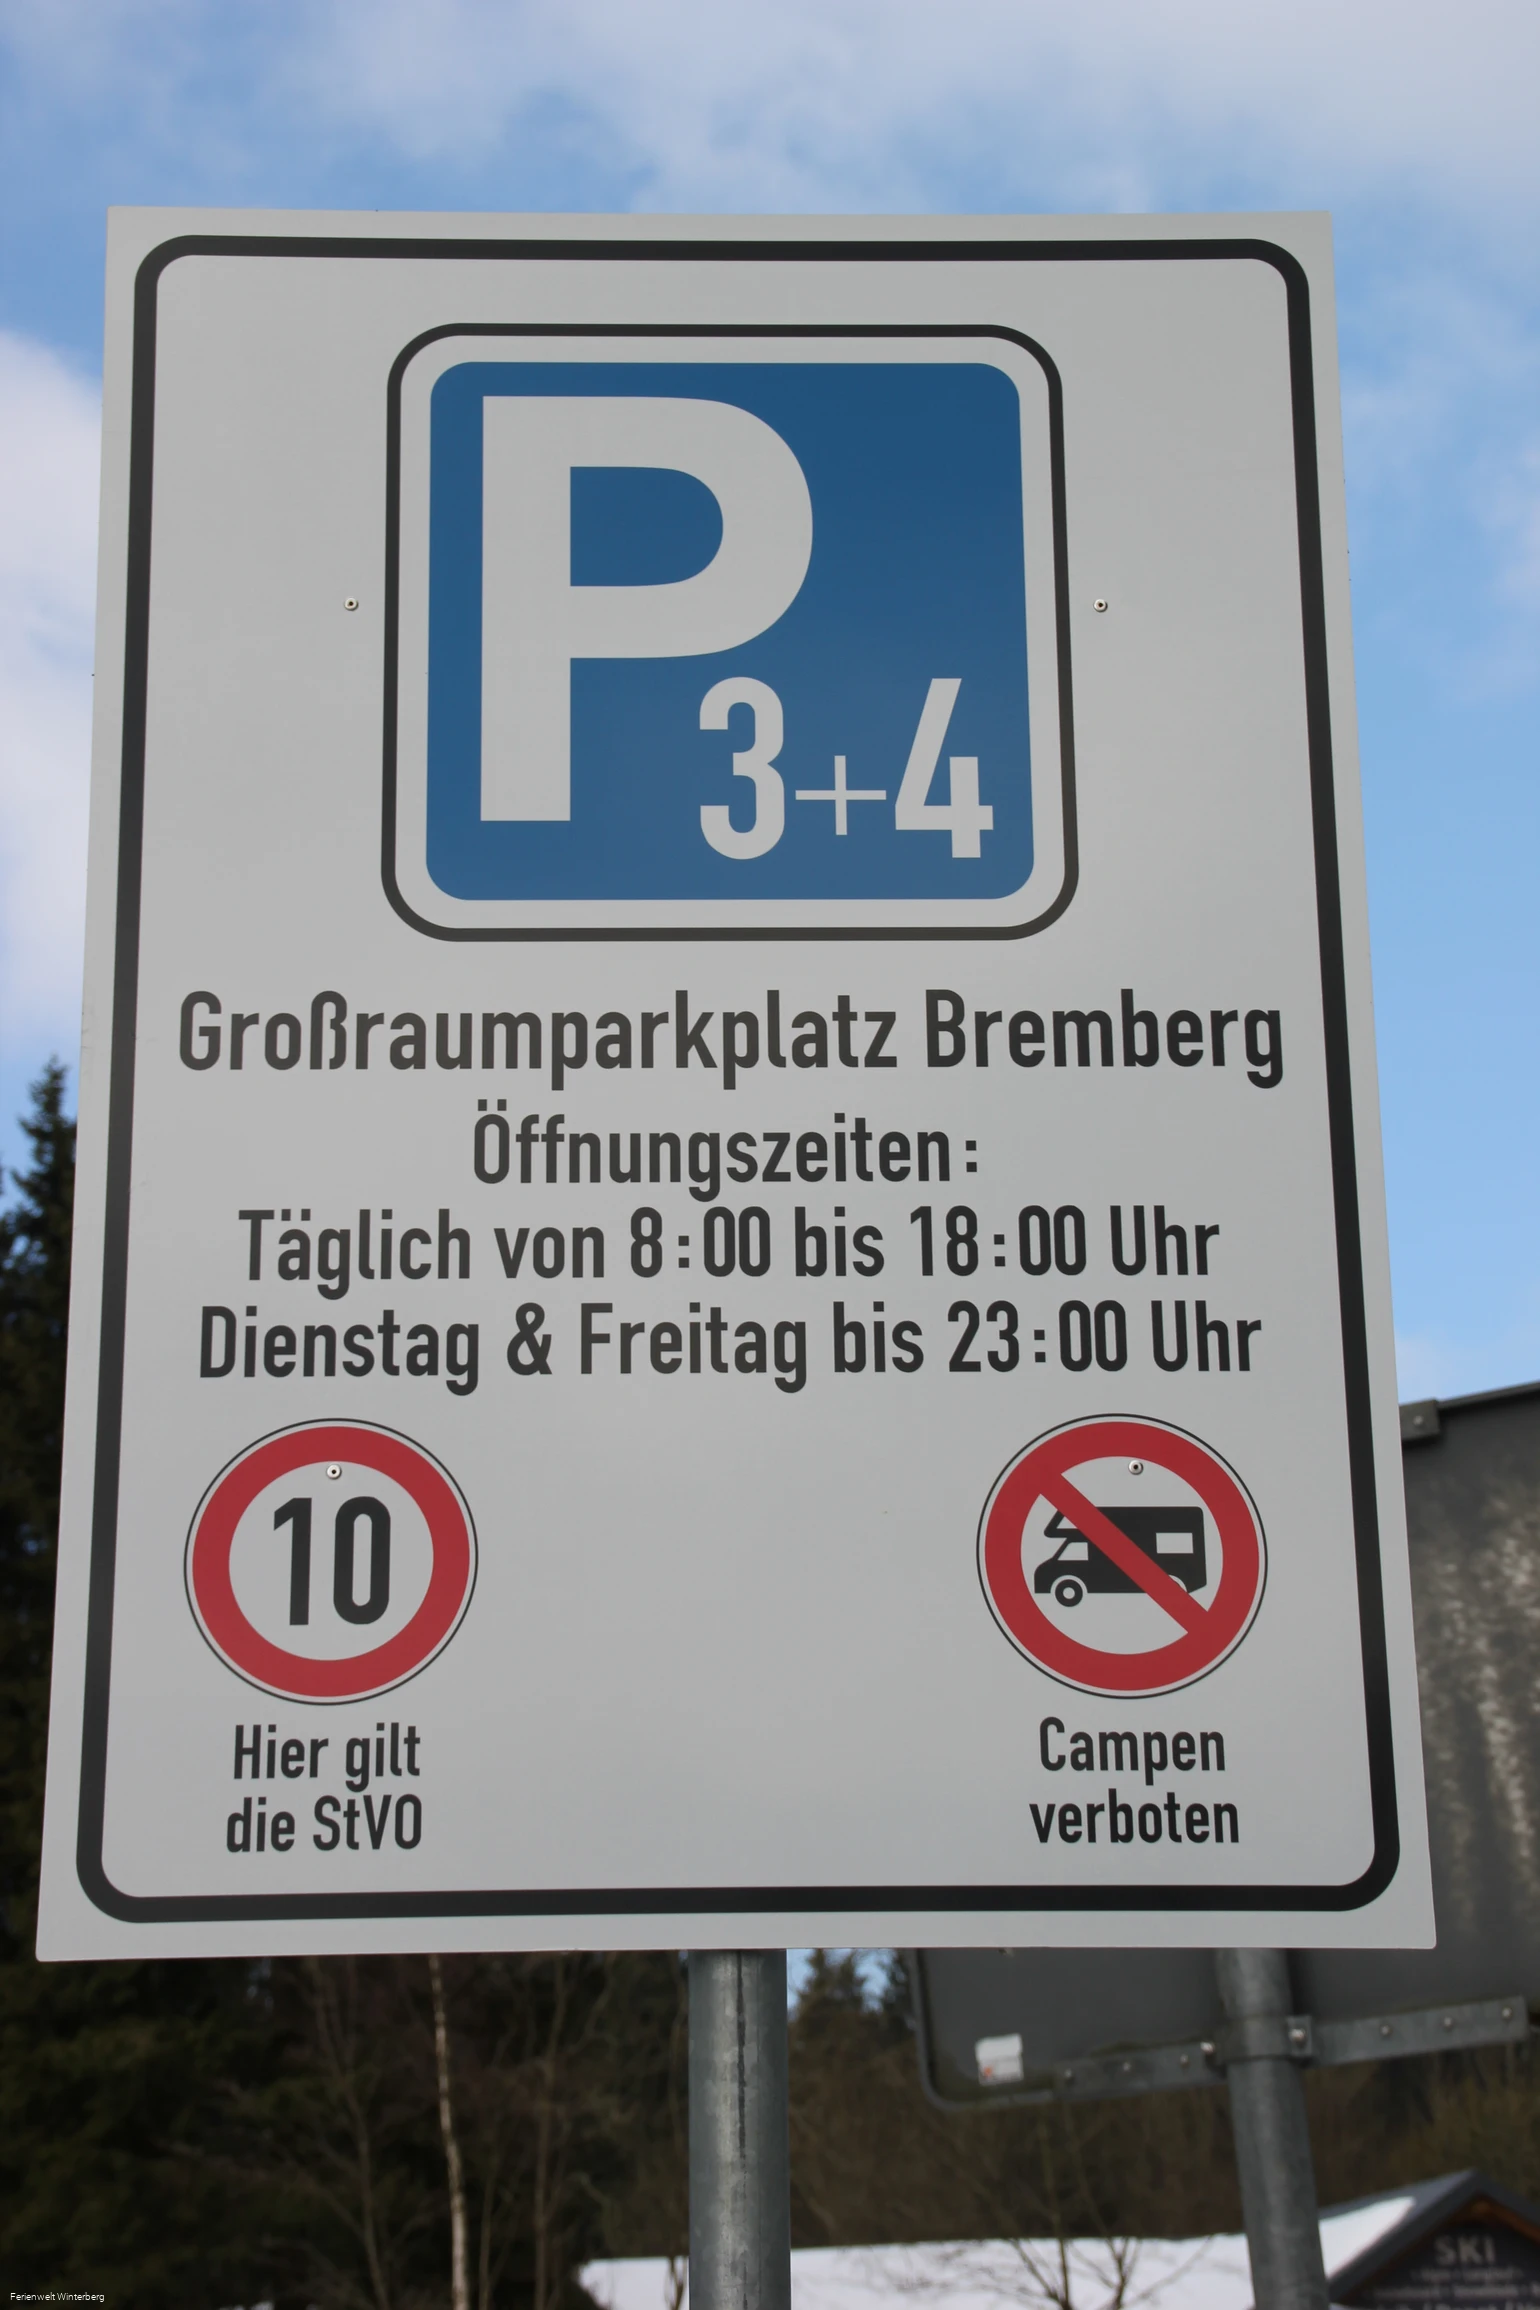 P
3+4
Großraumparkplatz Bremberg
Öffnungszeiten:
Täglich von 8:00 bis 18:00 Uhr
Dienstag & Freitag bis 23:00 Uhr
10
Hier gilt
die StVO
Campen
verboten
SKI
Ferienwelt Winterberg